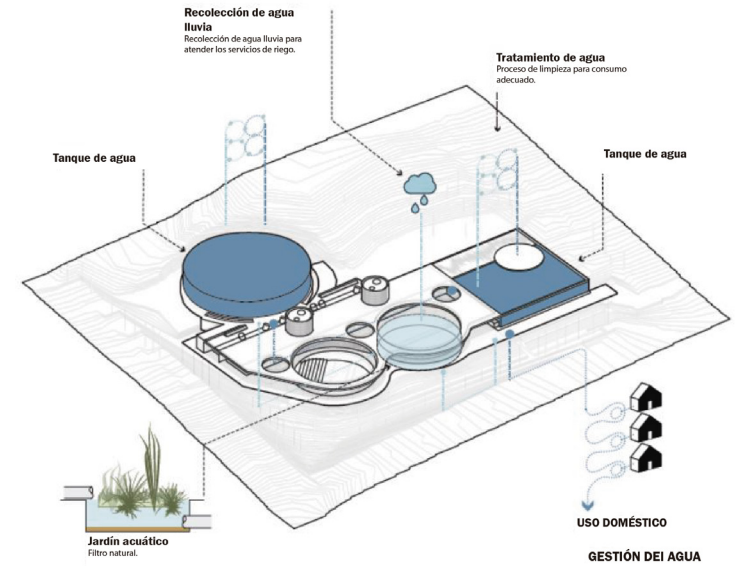 Recolección de agua
lluvia
Recolección de agua lluvia para
atender los servicios de riego.
Tratamiento de agua
Proceso de limpieza para consumo
adecuado.
Tanque de agua
Tanque de agua
Jardín acuático
Filtro natural.
USO DOMÉSTICO
GESTIÓN DEl AGUA